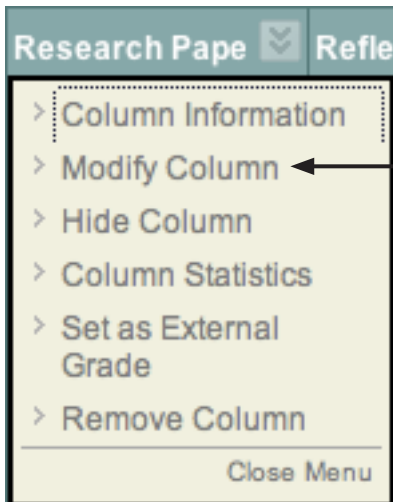 Research Pape Refle
Column Information
Modify Column
Hide Column
Column Statistics
Set as External
Grade
Remove Column
Close Menu